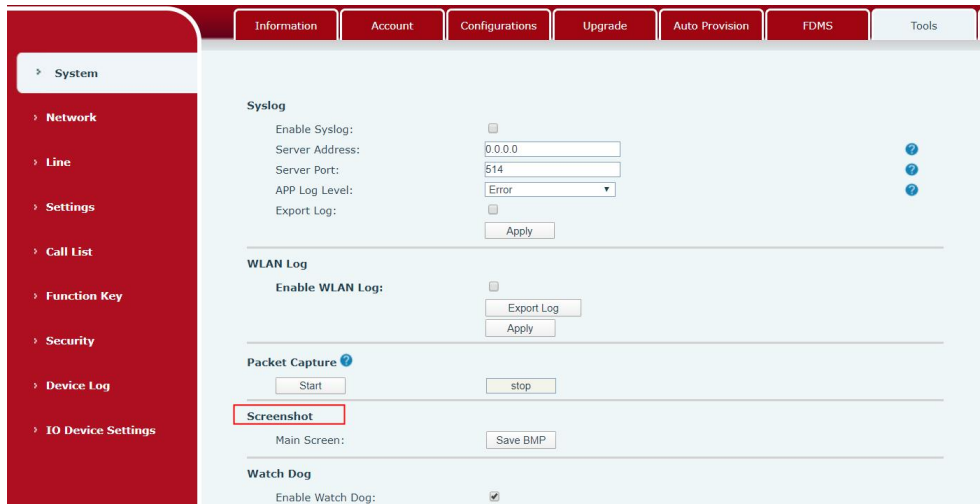 Information Account Configurations Upgrade Auto Provision FDMS Tools
System
Network
Line
Settings
Call List
Function Key
Security
Device Log
IO Device Settings
Syslog
Enable Syslog:
Server Address: 0.0.0.0
Server Port: 514
APP Log Level: Error
Export Log:
Apply
WLAN Log
Enable WLAN Log:
Export Log
Apply
Packet Capture
Start stop
Screenshot
Main Screen: Save BMP
Watch Dog
Enable Watch Dog: